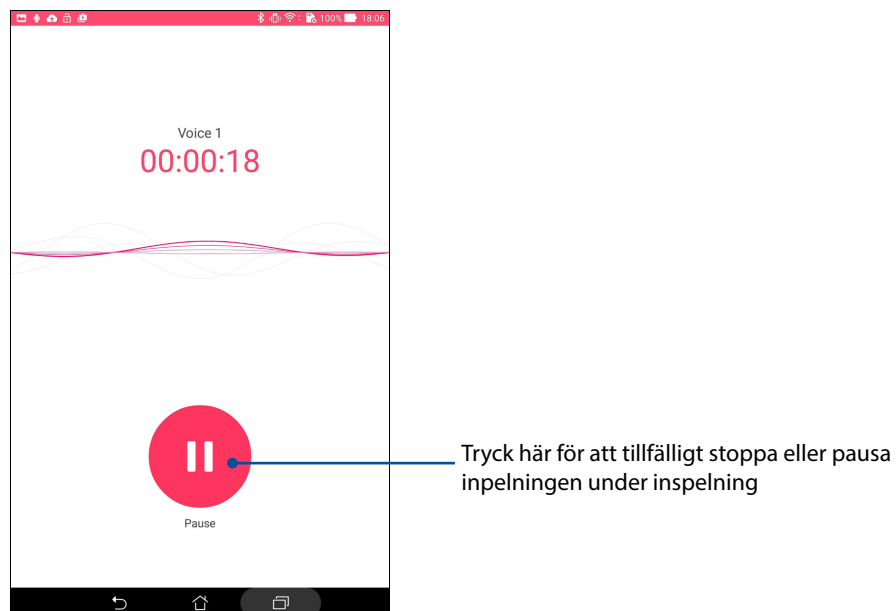 100% 18:06
Voice 1
00:00:18
Tryck här för att tillfälligt stoppa eller pausa
inpelningen under inspelning
Pause